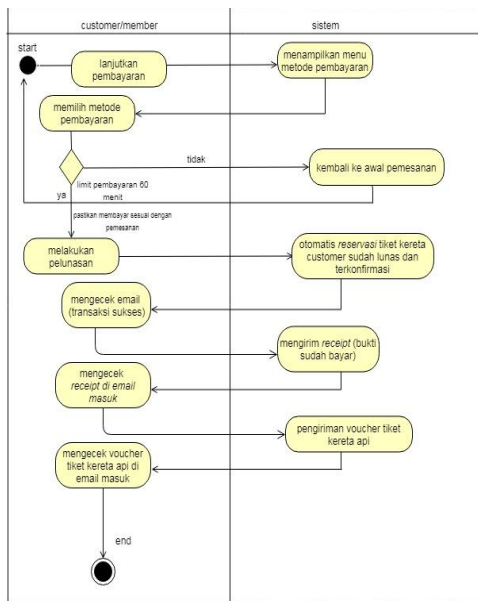 customer/member
sistem
start
lanjutkan
pembayaran
menampilkan menu
metode pembayaran
memilih metode
pembayaran
tidak
kembali ke awal pemesanan
limit pembayaran 60
menit
ya
pastikan membayar sesuai dengan
pemesanan
melakukan
pelunasan
otomatis reservasi tiket kereta
customer sudah lunas dan
terkonfirmasi
mengecek email
(transaksi sukses)
mengirim receipt (bukti
sudah bayar)
mengecek
receipt di email
masuk
pengiriman voucher tiket
kereta api
mengecek voucher
tiket kereta api di
email masuk
end